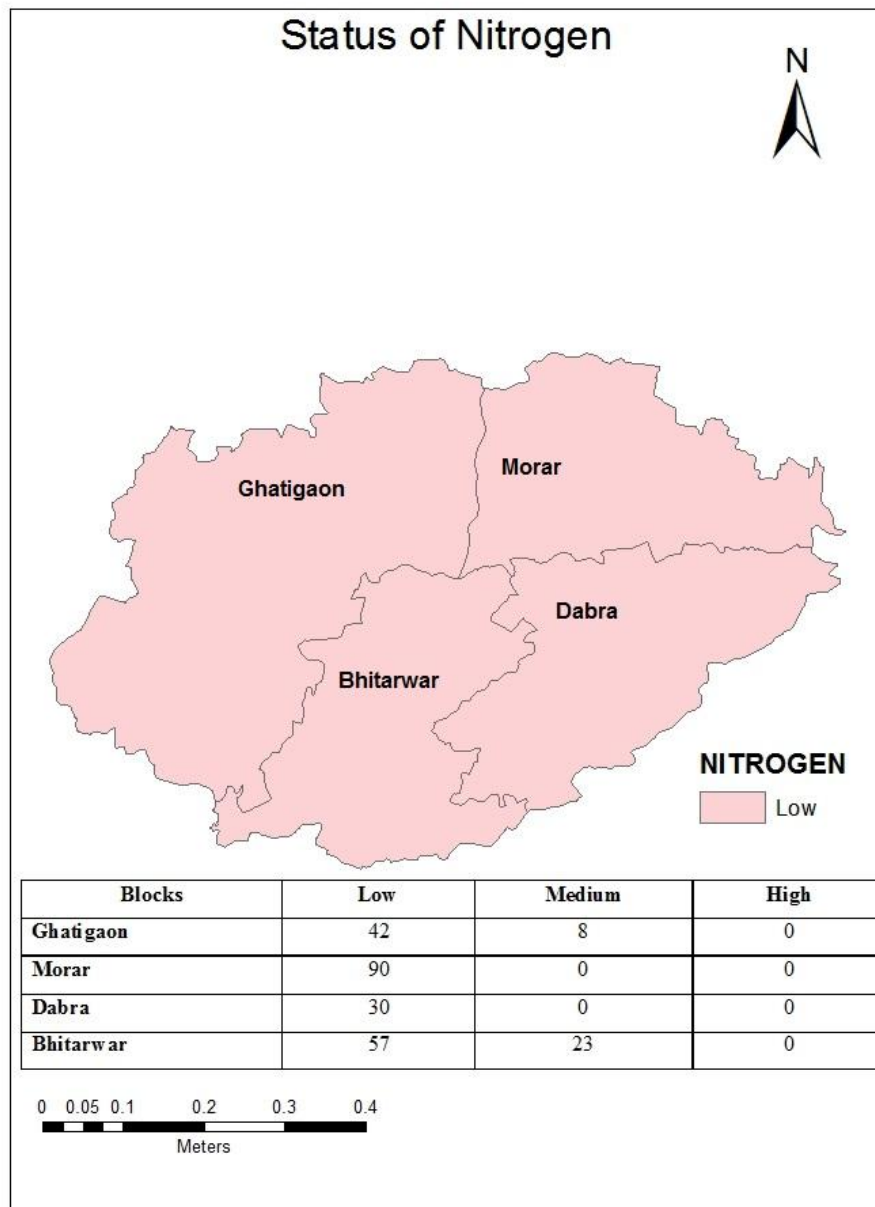 Status of Nitrogen
N
Ghatigaon
Morar
Dabra
Bhitarwar
NITROGEN
Low
Blocks Low Medium High
Ghatigaon 42 8 0
Morar 90 0 0
Dabra 30 0 0
Bhitarwar 57 23 0
0 0.05 0.1 0.2 0.3 0.4
Meters